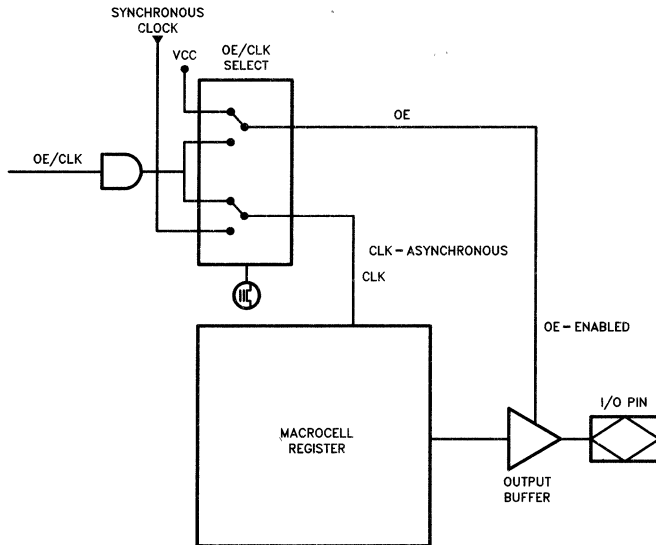 SYNCHRONOUS
CLOCK
VCC
OE/CLK
SELECT
OE
OE/CLK
CLK – ASYNCHRONOUS
CLK
OE – ENABLED
I/O PIN
MACROCELL
REGISTER
OUTPUT
BUFFER